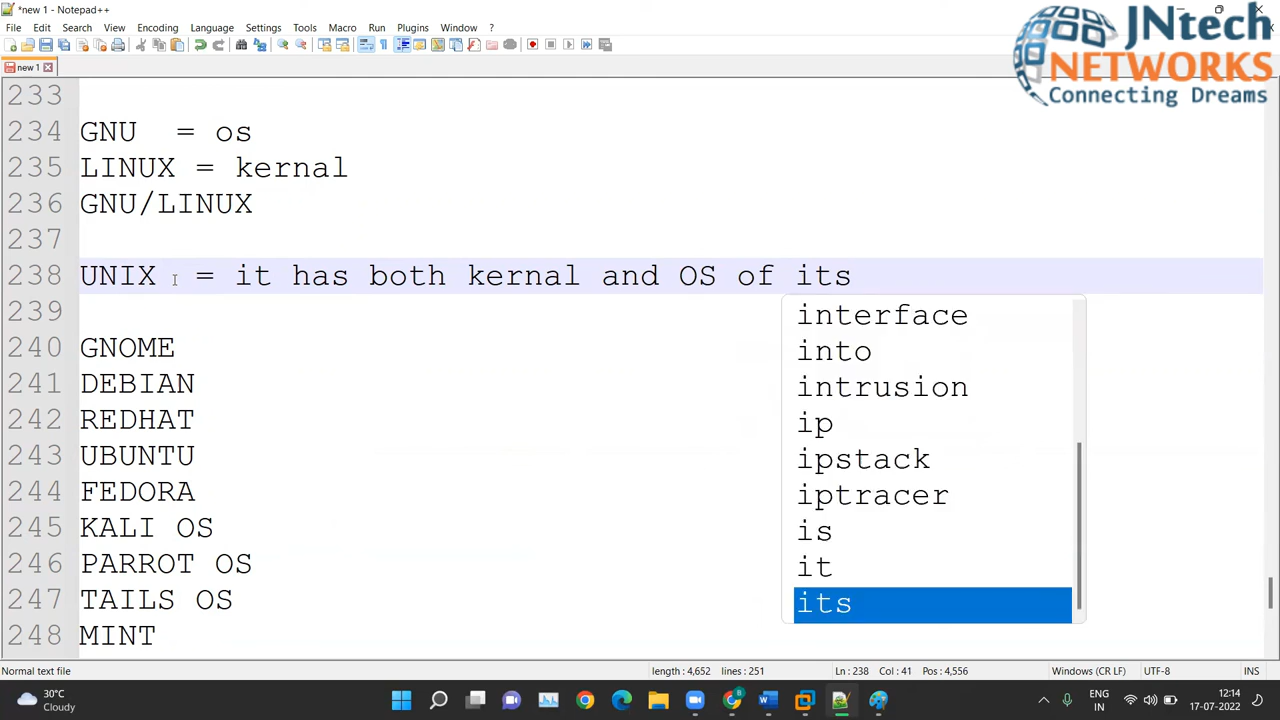 *new 1 - Notepad++
File Edit Search View Encoding Language Settings Tools Macro Run Plugins Window ?
new 1
JNtech
NETWORKS
Connecting Dreams
233
234 GNU = os
235 LINUX = kernal
236 GNU/LINUX
237
238 UNIX = it has both kernal and OS of its
239
240 GNOME
241 DEBIAN
242 REDHAT
243 UBUNTU
244 FEDORA
245 KALI OS
246 PARROT OS
247 TAILS OS
248 MINT
interface
into
intrusion
ip
ipstack
iptracer
is
it
its
Normal text file length : 4,652 lines : 251 Ln : 238 Col : 41 Pos : 4,556 Windows (CR LF) UTF-8 INS
30°C
Cloudy
ENG
IN
12:14
17-07-2022